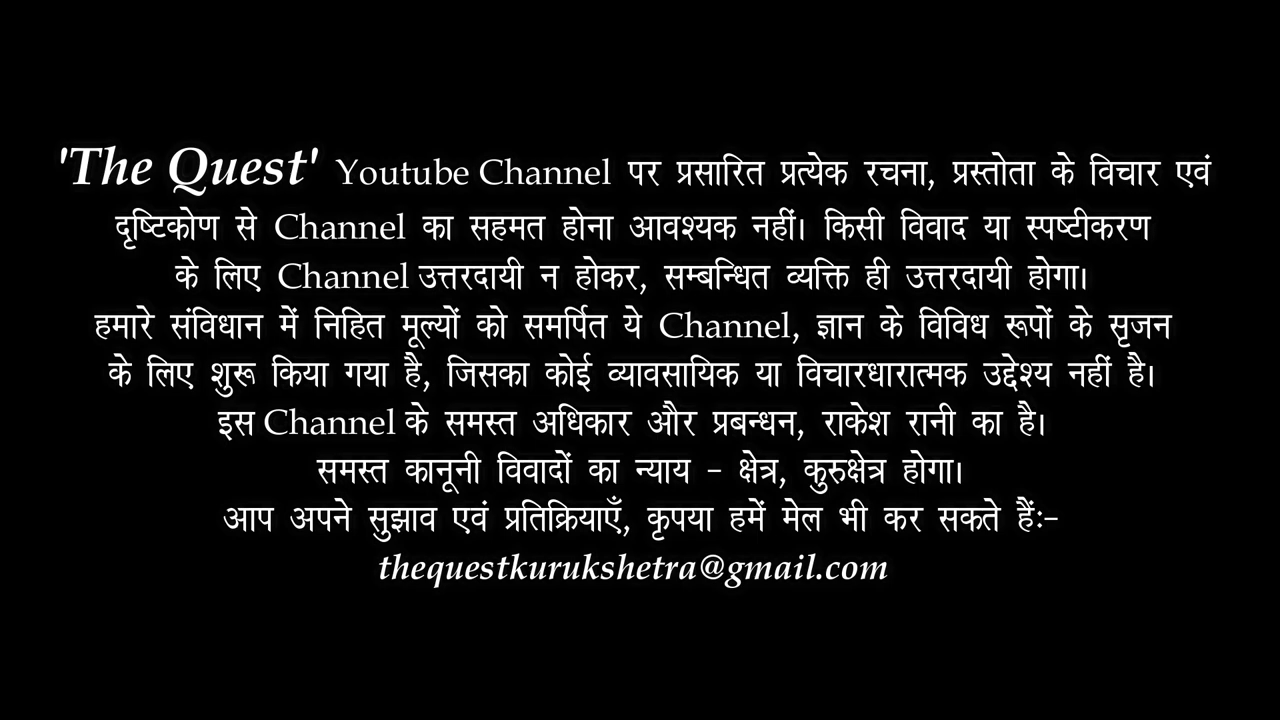 'The Quest' Youtube Channel पर प्रसारित प्रत्येक रचना, प्रस्तोता के विचार एवं
दृष्टिकोण से Channel का सहमत होना आवश्यक नहीं। किसी विवाद या स्पष्टीकरण
के लिए Channel उत्तरदायी न होकर, सम्बन्धित व्यक्ति ही उत्तरदायी होगा।
हमारे संविधान में निहित मूल्यों को समर्पित ये Channel, ज्ञान के विविध रूपों के सृजन
के लिए शुरू किया गया है, जिसका कोई व्यावसायिक या विचारधारात्मक उद्देश्य नहीं है।
इस Channel के समस्त अधिकार और प्रबन्धन, राकेश रानी का है।
समस्त कानूनी विवादों का न्याय - क्षेत्र, कुरुक्षेत्र होगा।
आप अपने सुझाव एवं प्रतिक्रियाएँ, कृपया हमें मेल भी कर सकते हैंः-
thequestkurukshetra@gmail.com